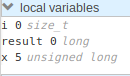 local variables
i 0 size_t
result 0 long
x 5 unsigned long